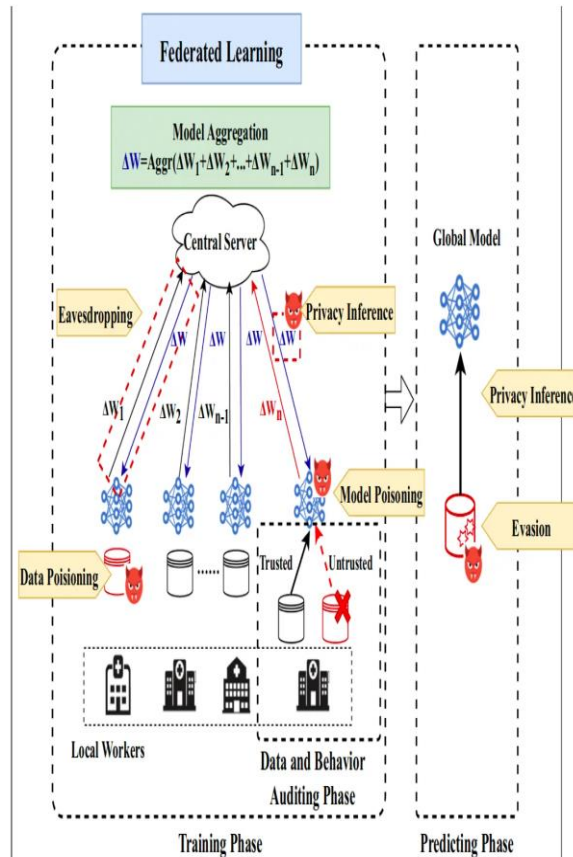 Federated Learning
Model Aggregation
ΔW=Aggr(ΔW₁+ΔW₂+...+ΔWₙ₋₁+ΔWₙ)
Central Server
Global Model
Eavesdropping
Privacy Inference
ΔW
ΔW
ΔW
ΔW
ΔW₁
ΔW₂
ΔWₙ₋₁
ΔWₙ
Privacy Inference
Model Poisoning
Evasion
Data Poisioning
......
Trusted
Untrusted
Local Workers
Data and Behavior
Auditing Phase
Training Phase
Predicting Phase